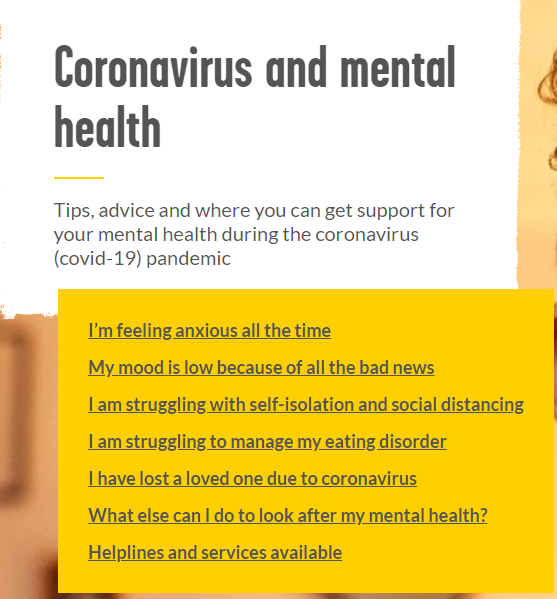 Coronavirus and mental
health
Tips, advice and where you can get support for
your mental health during the coronavirus
(covid-19) pandemic
I’m feeling anxious all the time
My mood is low because of all the bad news
I am struggling with self-isolation and social distancing
I am struggling to manage my eating disorder
I have lost a loved one due to coronavirus
What else can I do to look after my mental health?
Helplines and services available